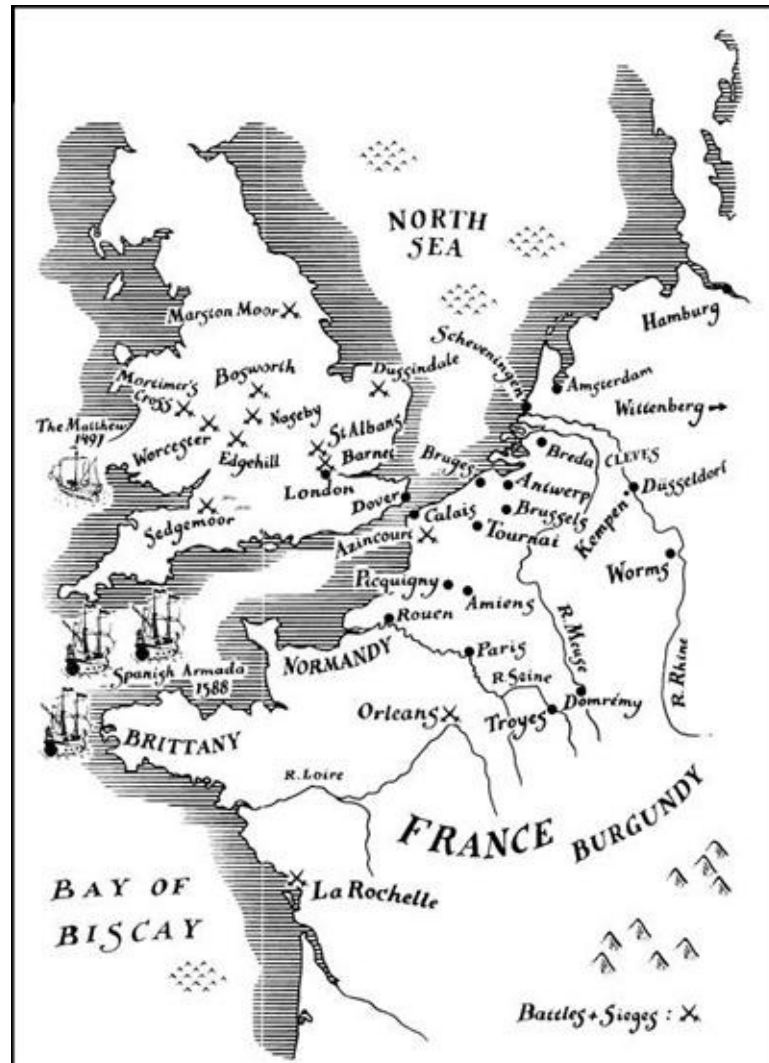 NORTH
SEA
Marston Moor
Hamburg
Scheveningen
Bosworth
Dussindale
Amsterdam
Mortimer's
Cross
Naseby
Wittenberg
The Matthew
1497
Worcester
Edgehill
St Albans
Barnet
Bruges
Breda
CLEVES
London
Dover
Antwerp
Düsseldorf
Sedgemoor
Calais
Brussels
Kempen
Azincourt
Tournai
Worms
Picquigny
Amiens
Rouen
R. Meuse
R. Rhine
NORMANDY
Paris
Spanish Armada
1588
R. Seine
Domrémy
Orleans
Troyes
BRITTANY
R. Loire
FRANCE
BURGUNDY
BAY OF
BISCAY
La Rochelle
Battles + Sieges :